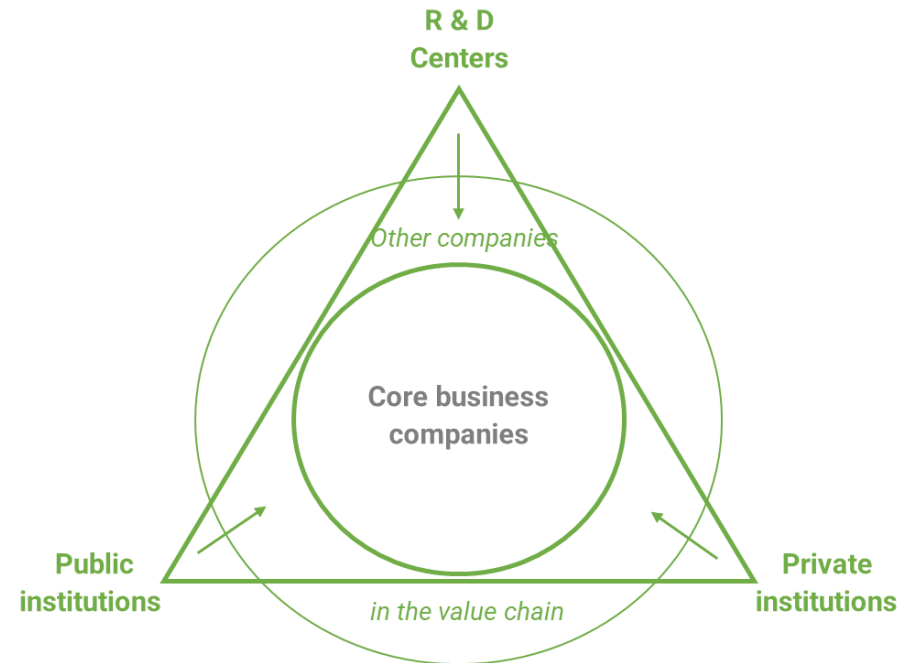 R & D
Centers
Other companies
Core business
companies
Public
institutions
Private
institutions
in the value chain